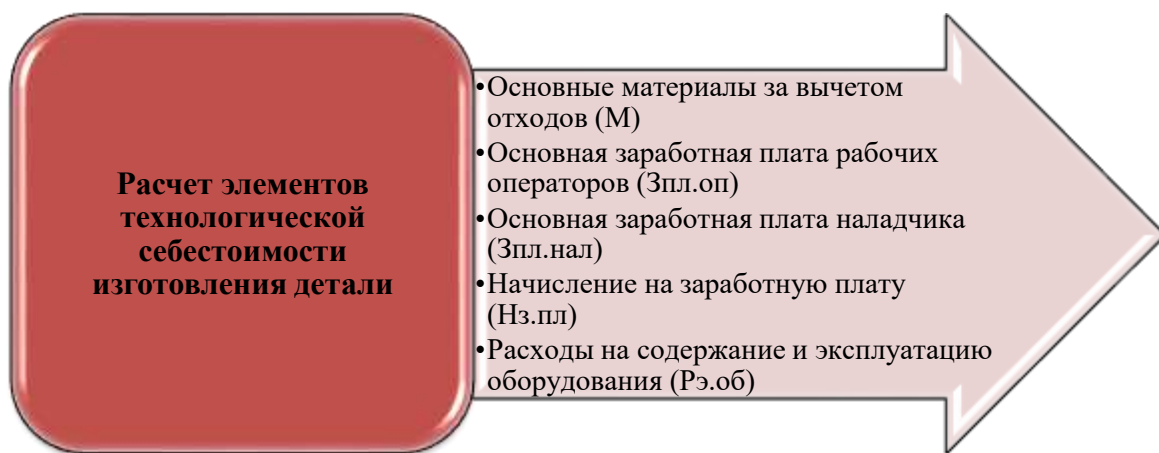 Расчет элементов
технологической
себестоимости
изготовления детали
•Основные материалы за вычетом
отходов (М)
•Основная заработная плата рабочих
операторов (Зпл.оп)
•Основная заработная плата наладчика
(Зпл.нал)
•Начисление на заработную плату
(Нз.пл)
•Расходы на содержание и эксплуатацию
оборудования (Рэ.об)